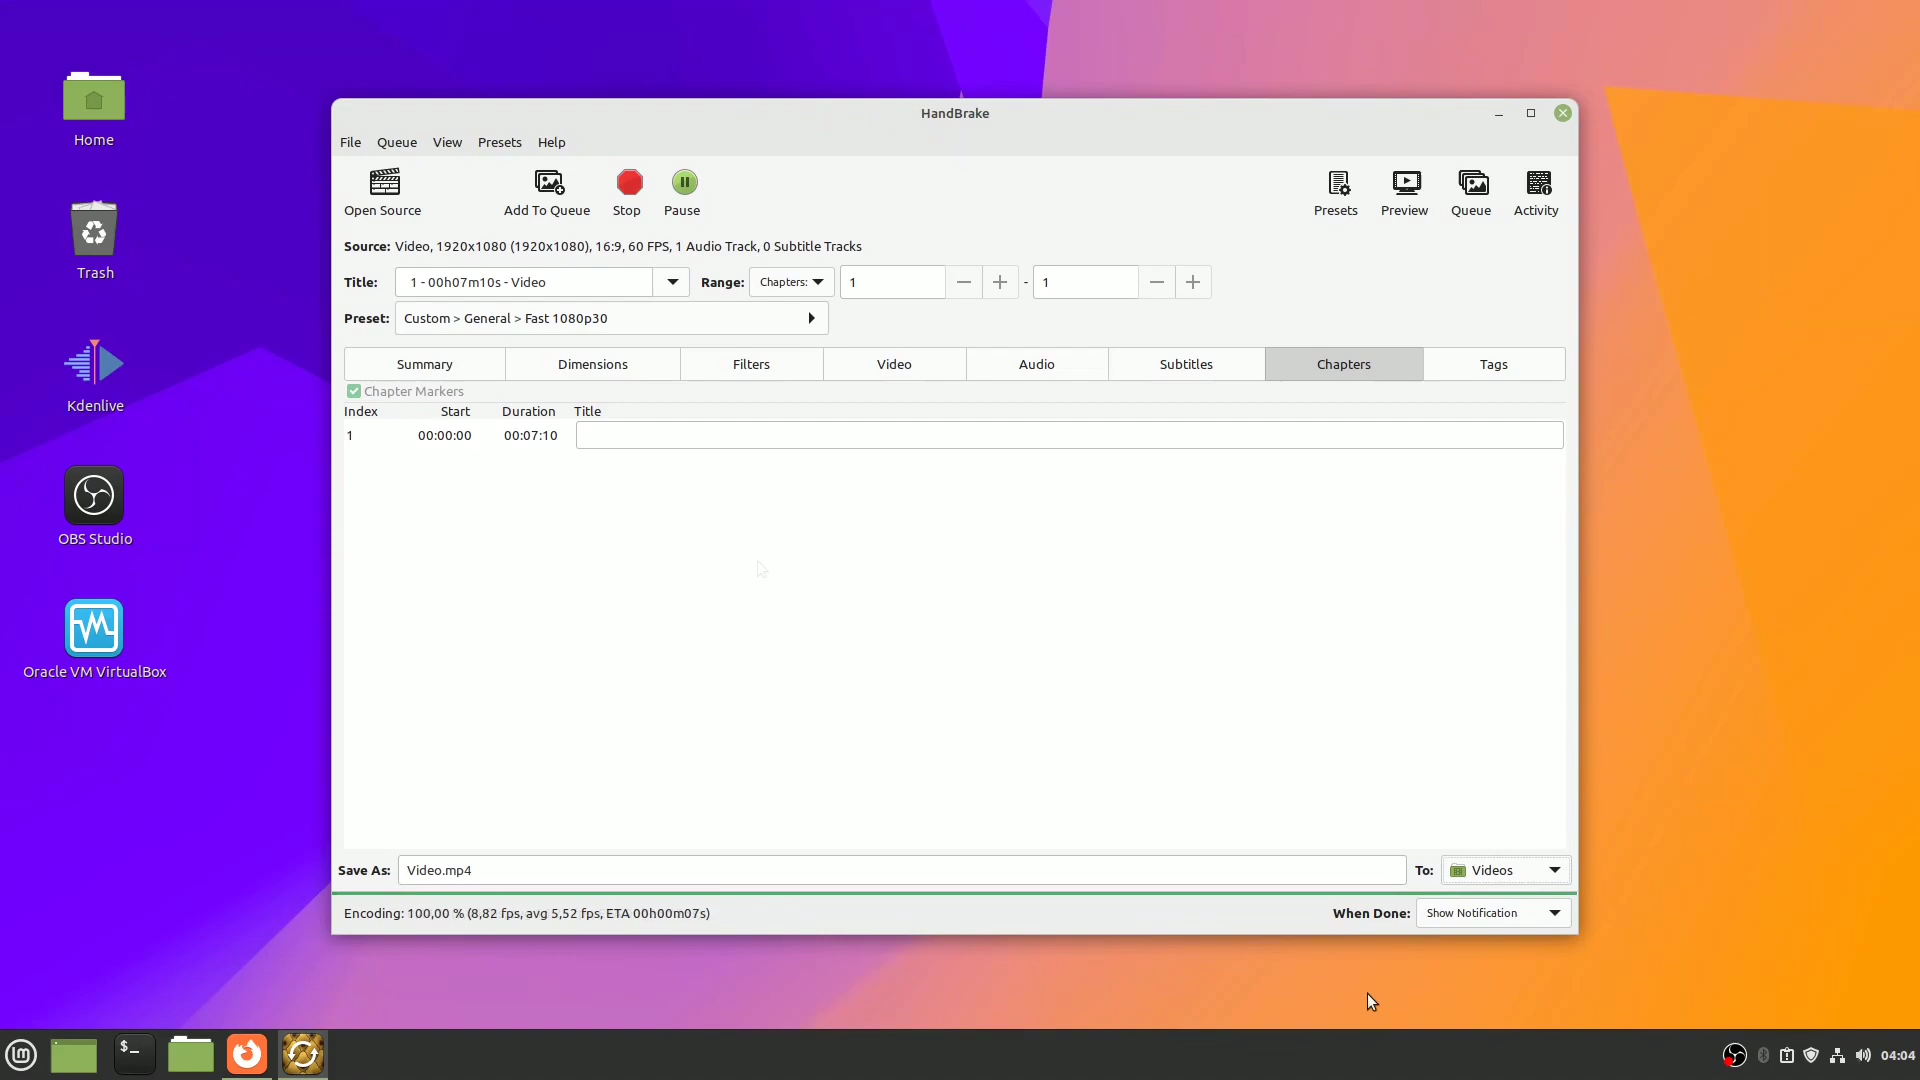 Home
Trash
Kdenlive
OBS Studio
Oracle VM VirtualBox
HandBrake
File Queue View Presets Help
Open Source Add To Queue Stop Pause Presets Preview Queue Activity
Source: Video, 1920x1080 (1920x1080), 16:9, 60 FPS, 1 Audio Track, 0 Subtitle Tracks
Title: 1 - 00h07m10s - Video Range: Chapters: 1 - 1
Preset: Custom > General > Fast 1080p30
Summary Dimensions Filters Video Audio Subtitles Chapters Tags
Chapter Markers
Index Start Duration Title
1 00:00:00 00:07:10
Save As: Video.mp4 To: Videos
Encoding: 100,00 % (8,82 fps, avg 5,52 fps, ETA 00h00m07s) When Done: Show Notification
$_ 04:04